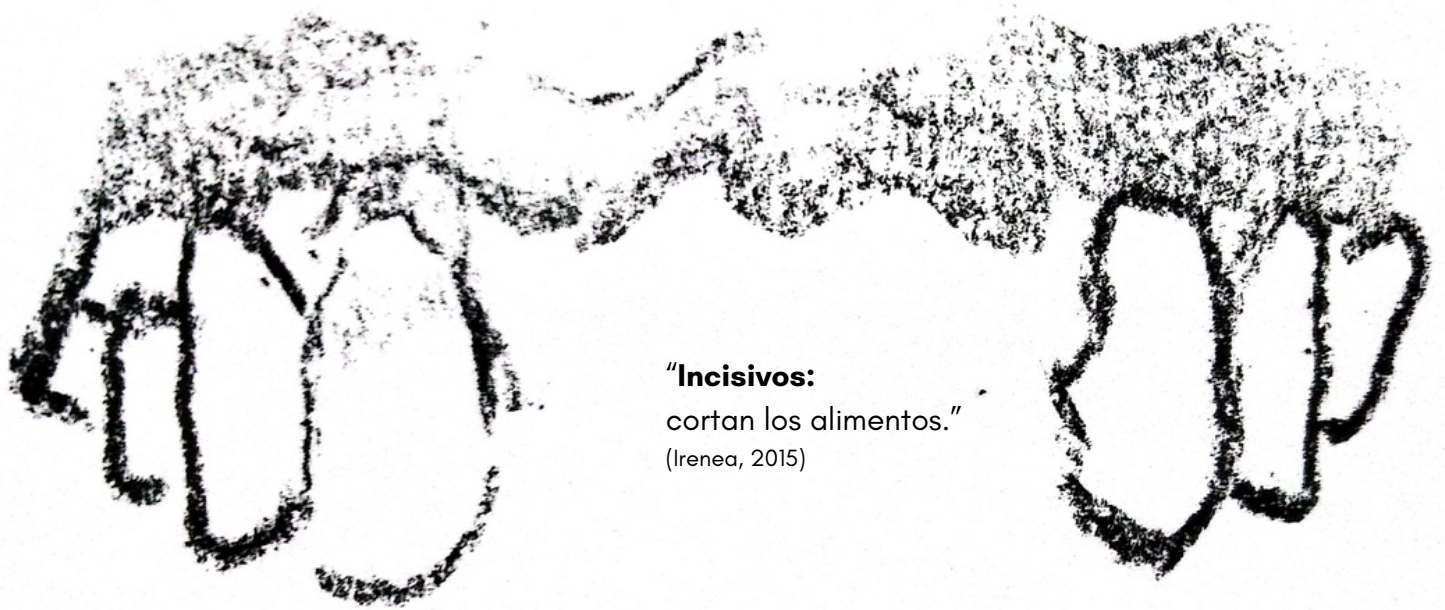 “Incisivos:
cortan los alimentos.”
(Irenea, 2015)